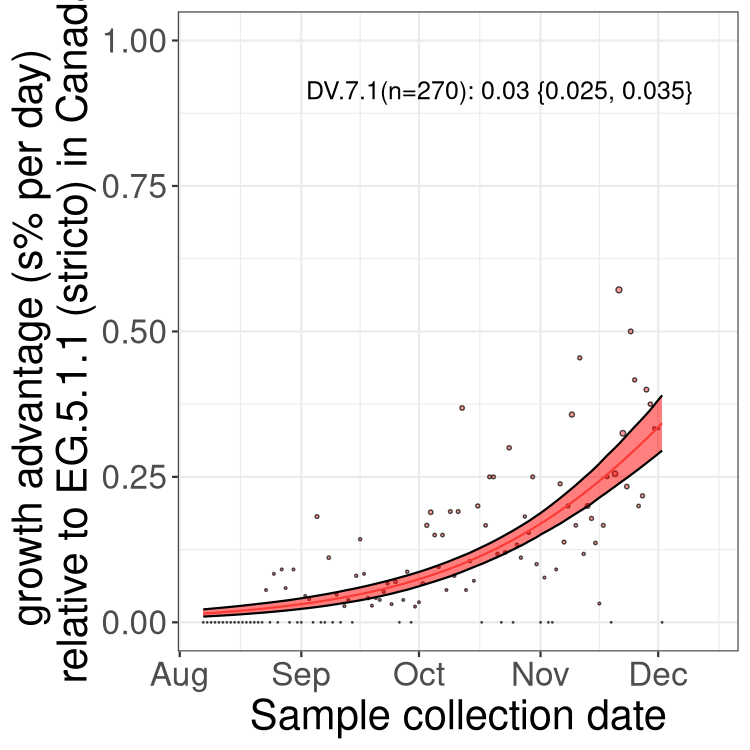 growth advantage (s% per day)
relative to EG.5.1.1 (stricto) in Canada
1.00
DV.7.1(n=270): 0.03 {0.025, 0.035}
0.75
0.50
0.25
0.00
Aug Sep Oct Nov Dec
Sample collection date